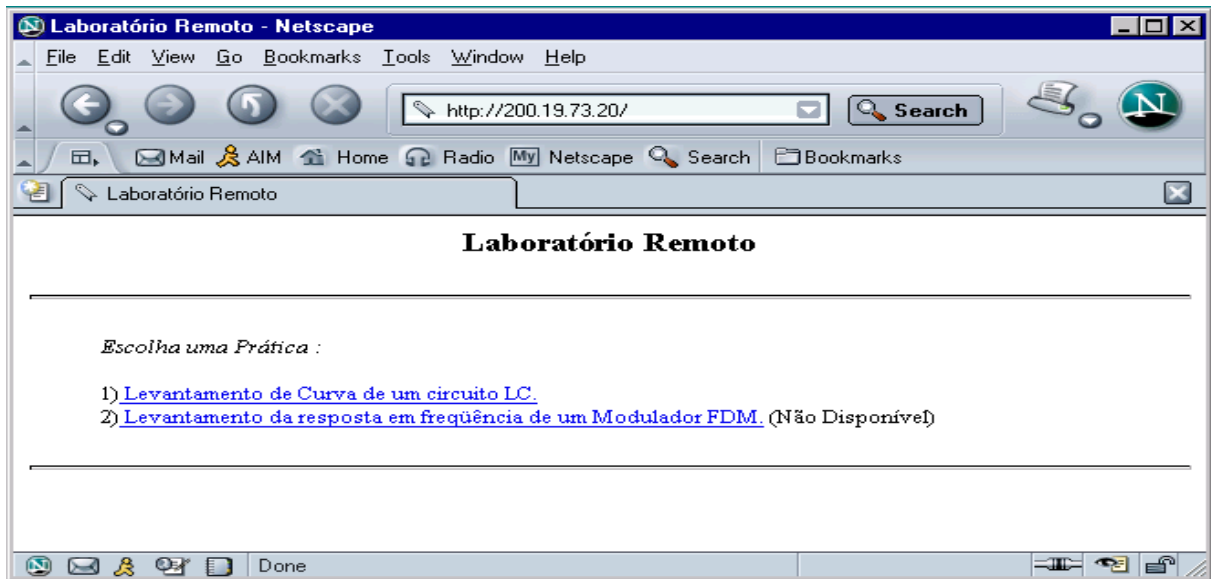 Laboratório Remoto - Netscape
File Edit View Go Bookmarks Tools Window Help
http://200.19.73.20/ Search N
Mail AIM Home Radio My Netscape Search Bookmarks
Laboratório Remoto
Laboratório Remoto
Escolha uma Prática :
1) Levantamento de Curva de um circuito LC.
2) Levantamento da resposta em freqüência de um Modulador FDM. (Não Disponível)
Done